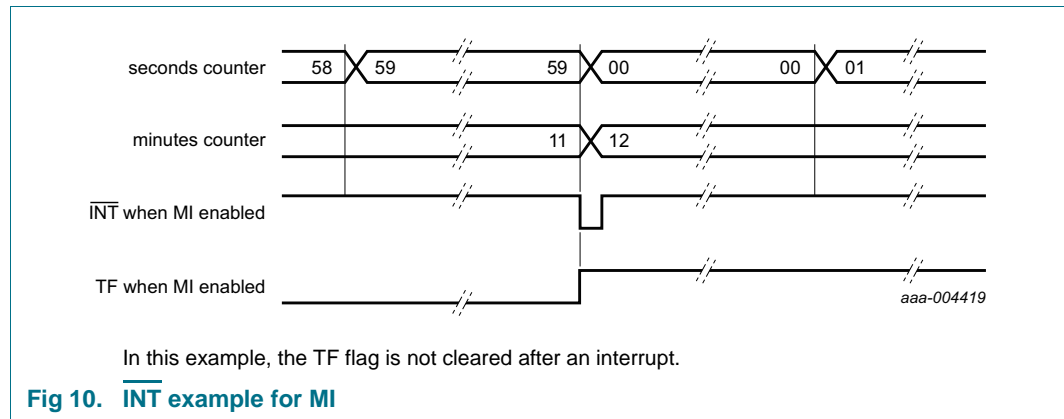 seconds counter 58 59 59 00 00 01
minutes counter 11 12
INT when MI enabled
TF when MI enabled
aaa-004419
In this example, the TF flag is not cleared after an interrupt.
Fig 10. INT example for MI